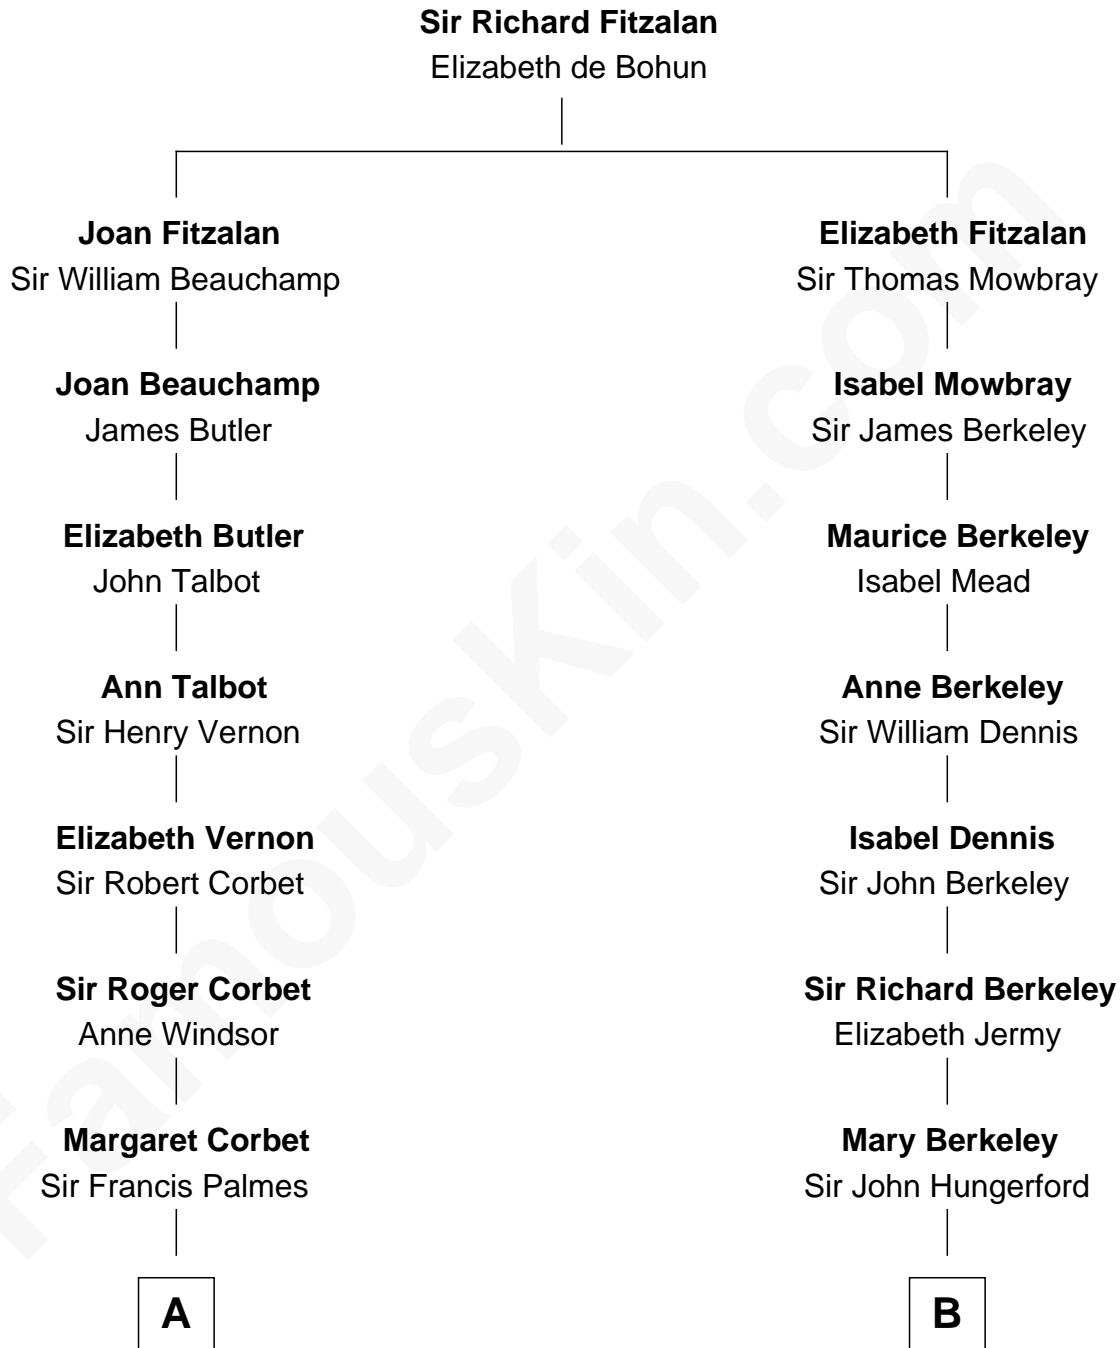 Sir Richard Fitzalan
Elizabeth de Bohun
Joan Fitzalan
Sir William Beauchamp
Elizabeth Fitzalan
Sir Thomas Mowbray
Joan Beauchamp
James Butler
Isabel Mowbray
Sir James Berkeley
Elizabeth Butler
John Talbot
Maurice Berkeley
Isabel Mead
Ann Talbot
Sir Henry Vernon
Anne Berkeley
Sir William Dennis
Elizabeth Vernon
Sir Robert Corbet
Isabel Dennis
Sir John Berkeley
Sir Roger Corbet
Anne Windsor
Sir Richard Berkeley
Elizabeth Jermy
Margaret Corbet
Sir Francis Palmes
Mary Berkeley
Sir John Hungerford
A
B
FamousKin.com